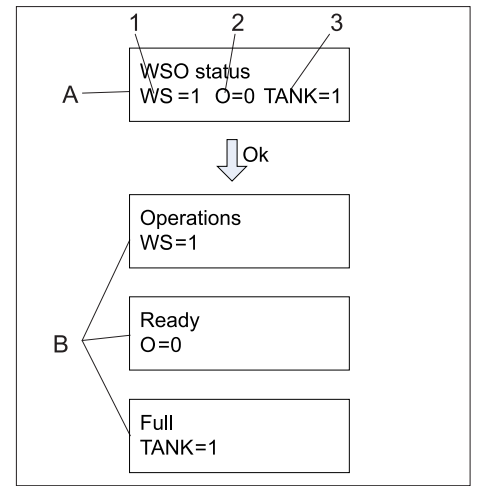 1 2 3
WSO status
A
WS =1 O=0 TANK=1
Ok
Operations
WS=1
Ready
B
O=0
Full
TANK=1